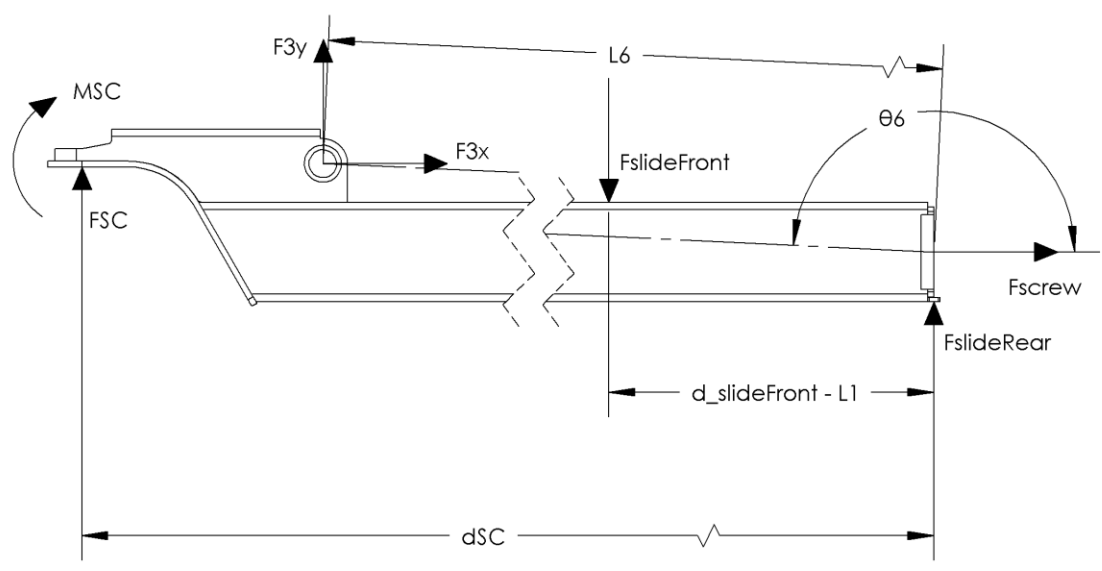 F3y
L6
MSC
θ6
F3x
FslideFront
FSC
Fscrew
FslideRear
d_slideFront - L1
dSC